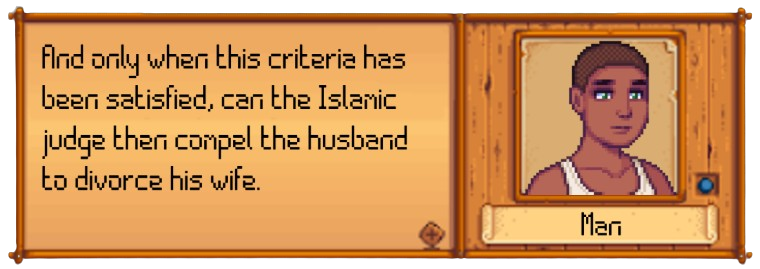 And only when this criteria has
been satisfied, can the Islamic
judge then compel the husband
to divorce his wife.
Man